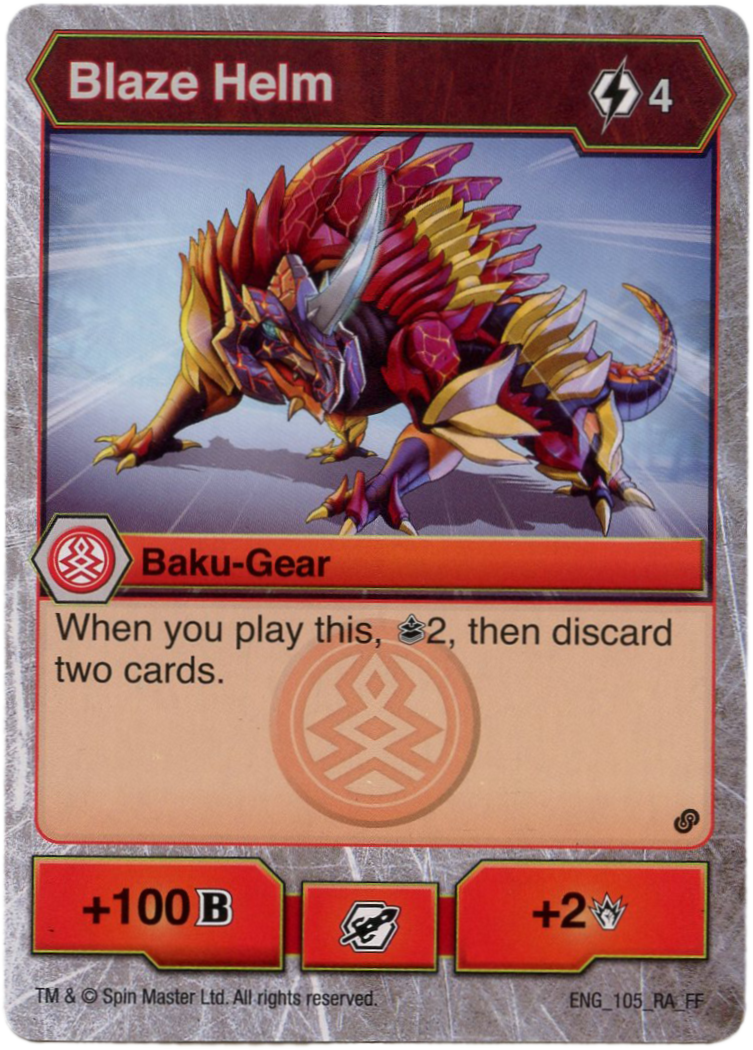 Blaze Helm
4
Baku-Gear
When you play this, 2, then discard
two cards.
+100 B
+2
TM & © Spin Master Ltd. All rights reserved.
ENG_105_RA_FF